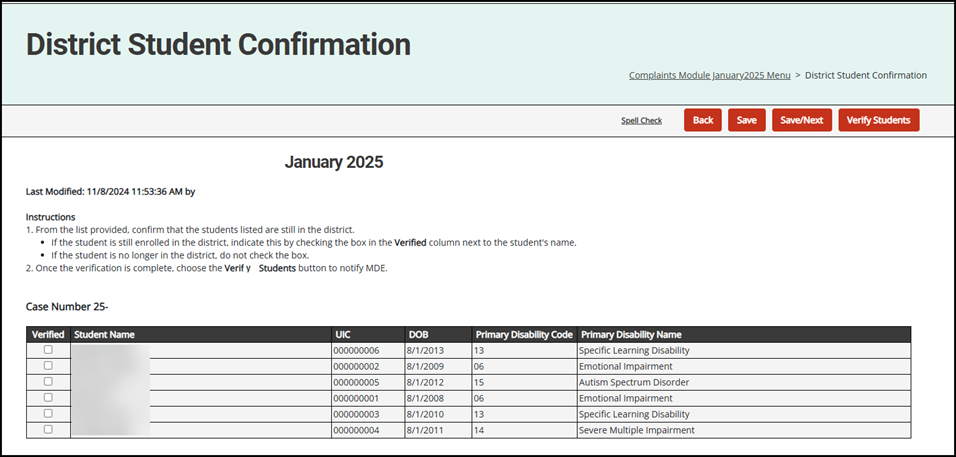 District Student Confirmation
Complaints Module January2025 Menu > District Student Confirmation
Spell Check Back Save Save/Next Verify Students
January 2025
Last Modified: 11/8/2024 11:53:36 AM by
Instructions
1. From the list provided, confirm that the students listed are still in the district.
• If the student is still enrolled in the district, indicate this by checking the box in the Verified column next to the student's name.
• If the student is no longer in the district, do not check the box.
2. Once the verification is complete, choose the Verify Students button to notify MDE.
Case Number 25-
Verified Student Name UIC DOB Primary Disability Code Primary Disability Name
000000006 8/1/2013 13 Specific Learning Disability
000000002 8/1/2009 06 Emotional Impairment
000000005 8/1/2012 15 Autism Spectrum Disorder
000000001 8/1/2008 06 Emotional Impairment
000000003 8/1/2010 13 Specific Learning Disability
000000004 8/1/2011 14 Severe Multiple Impairment